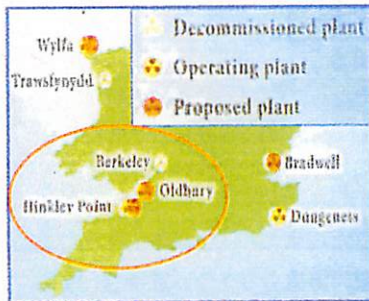 Decommissioned plant
Operating plant
Proposed plant
Wylfa
Trawsfynydd
Berkeley
Oldbury
Hinkley Point
Bradwell
Dungeness